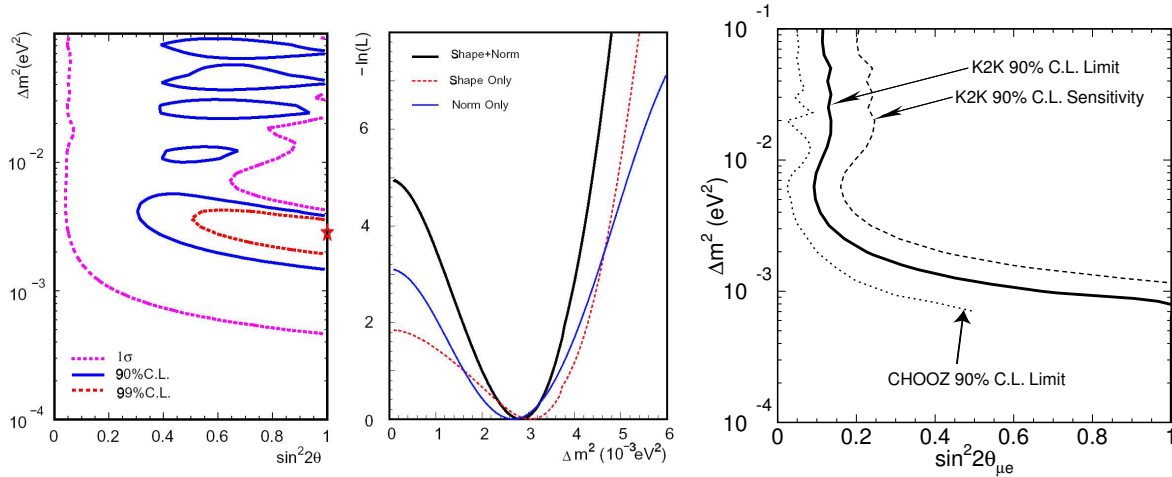 Δm²(eV²)
10⁻²
10⁻³
10⁻⁴
1σ
90%C.L.
99%C.L.
0 0.2 0.4 0.6 0.8 1
sin²2θ
−ln(L)
8
6
4
2
0
Shape+Norm
Shape Only
Norm Only
0 1 2 3 4 5 6
Δm² (10⁻³eV²)
Δm² (eV²)
10⁻¹
10⁻²
10⁻³
10⁻⁴
K2K 90% C.L. Limit
K2K 90% C.L. Sensitivity
CHOOZ 90% C.L. Limit
0 0.2 0.4 0.6 0.8 1
sin²2θμe